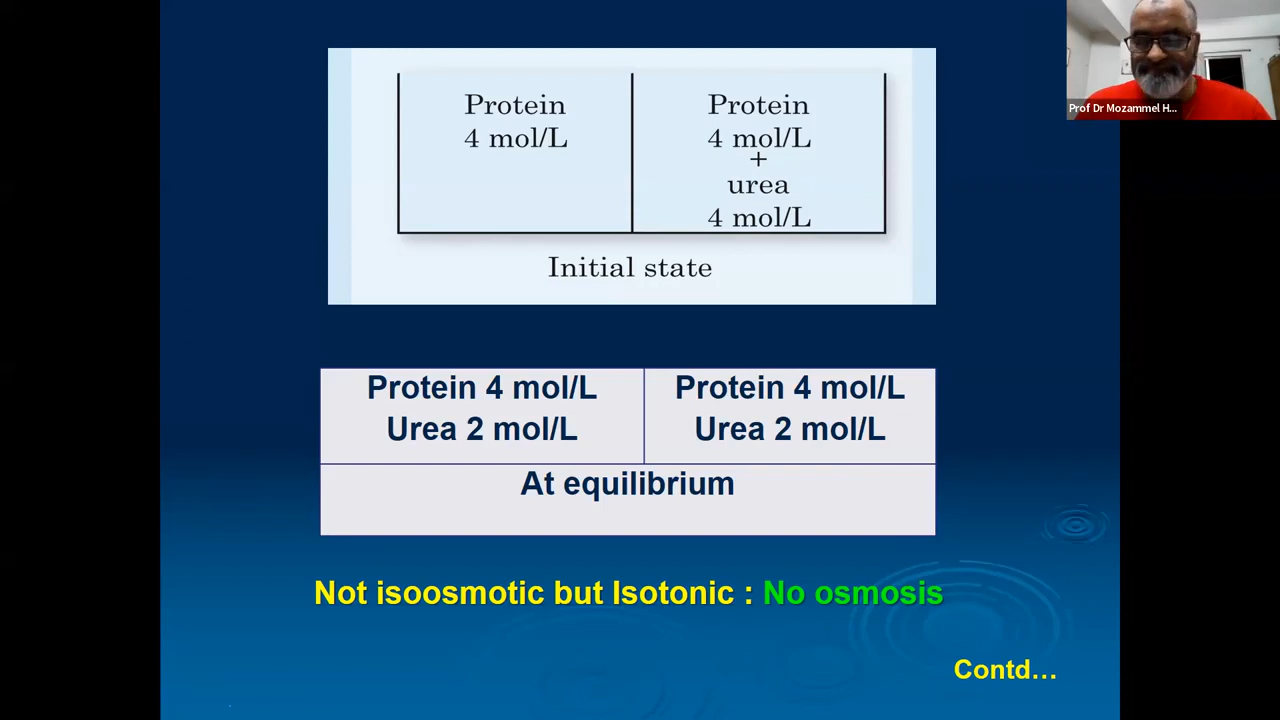 Protein
4 mol/L
Protein
4 mol/L
+
urea
4 mol/L
Initial state
Protein 4 mol/L
Urea 2 mol/L
Protein 4 mol/L
Urea 2 mol/L
At equilibrium
Not isoosmotic but Isotonic : No osmosis
Contd...
Prof Dr Mozammel H...